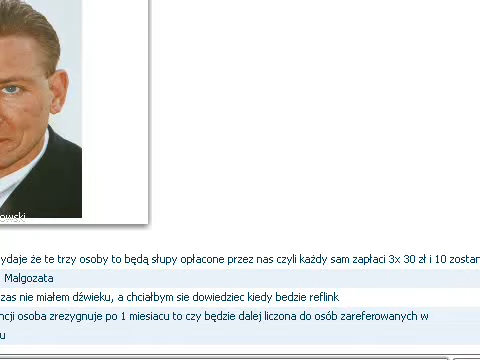 owski
ydaje że te trzy osoby to będą słupy opłacone przez nas czyli każdy sam zapłaci 3x 30 zł i 10 zostan
Malgozata
zas nie miałem dźwieku, a chciałbym sie dowiedziec kiedy bedzie reflink
ncji osoba zrezygnuje po 1 miesiacu to czy będzie dalej liczona do osób zareferowanych w
u